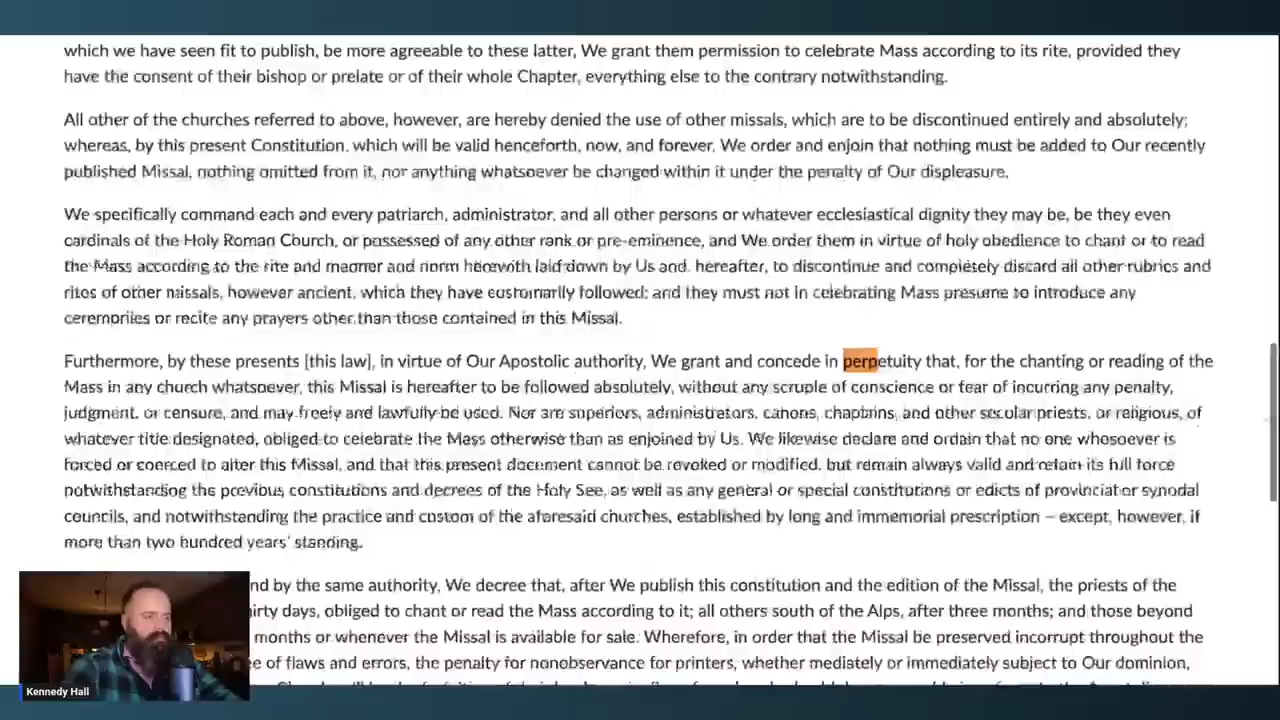 which we have seen fit to publish, be more agreeable to these latter, We grant them permission to celebrate Mass according to its rite, provided they
have the consent of their bishop or prelate or of their whole Chapter, everything else to the contrary notwithstanding.
All other of the churches referred to above, however, are hereby denied the use of other missals, which are to be discontinued entirely and absolutely;
whereas, by this present Constitution, which will be valid henceforth, now, and forever, We order and enjoin that nothing must be added to Our recently
published Missal, nothing omitted from it, nor anything whatsoever be changed within it under the penalty of Our displeasure.
We specifically command each and every patriarch, administrator, and all other persons or whatever ecclesiastical dignity they may be, be they even
cardinals of the Holy Roman Church, or possessed of any other rank or pre-eminence, and We order them in virtue of holy obedience to chant or to read
the Mass according to the rite and manner and norm herewith laid down by Us and, hereafter, to discontinue and completely discard all other rubrics and
rites of other missals, however ancient, which they have customarily followed; and they must not in celebrating Mass presume to introduce any
ceremonies or recite any prayers other than those contained in this Missal.
Furthermore, by these presents [this law], in virtue of Our Apostolic authority, We grant and concede in perpetuity that, for the chanting or reading of the
Mass in any church whatsoever, this Missal is hereafter to be followed absolutely, without any scruple of conscience or fear of incurring any penalty,
judgment, or censure, and may freely and lawfully be used. Nor are superiors, administrators, canons, chaplains, and other secular priests, or religious, of
whatever title designated, obliged to celebrate the Mass otherwise than as enjoined by Us. We likewise declare and ordain that no one whosoever is
forced or coerced to alter this Missal, and that this present document cannot be revoked or modified, but remain always valid and retain its full force
notwithstanding the previous constitutions and decrees of the Holy See, as well as any general or special constitutions or edicts of provincial or synodal
councils, and notwithstanding the practice and custom of the aforesaid churches, established by long and immemorial prescription – except, however, if
more than two hundred years' standing.
nd by the same authority, We decree that, after We publish this constitution and the edition of the Missal, the priests of the
irty days, obliged to chant or read the Mass according to it; all others south of the Alps, after three months; and those beyond
months or whenever the Missal is available for sale. Wherefore, in order that the Missal be preserved incorrupt throughout the
e of flaws and errors, the penalty for nonobservance for printers, whether mediately or immediately subject to Our dominion,
Kennedy Hall